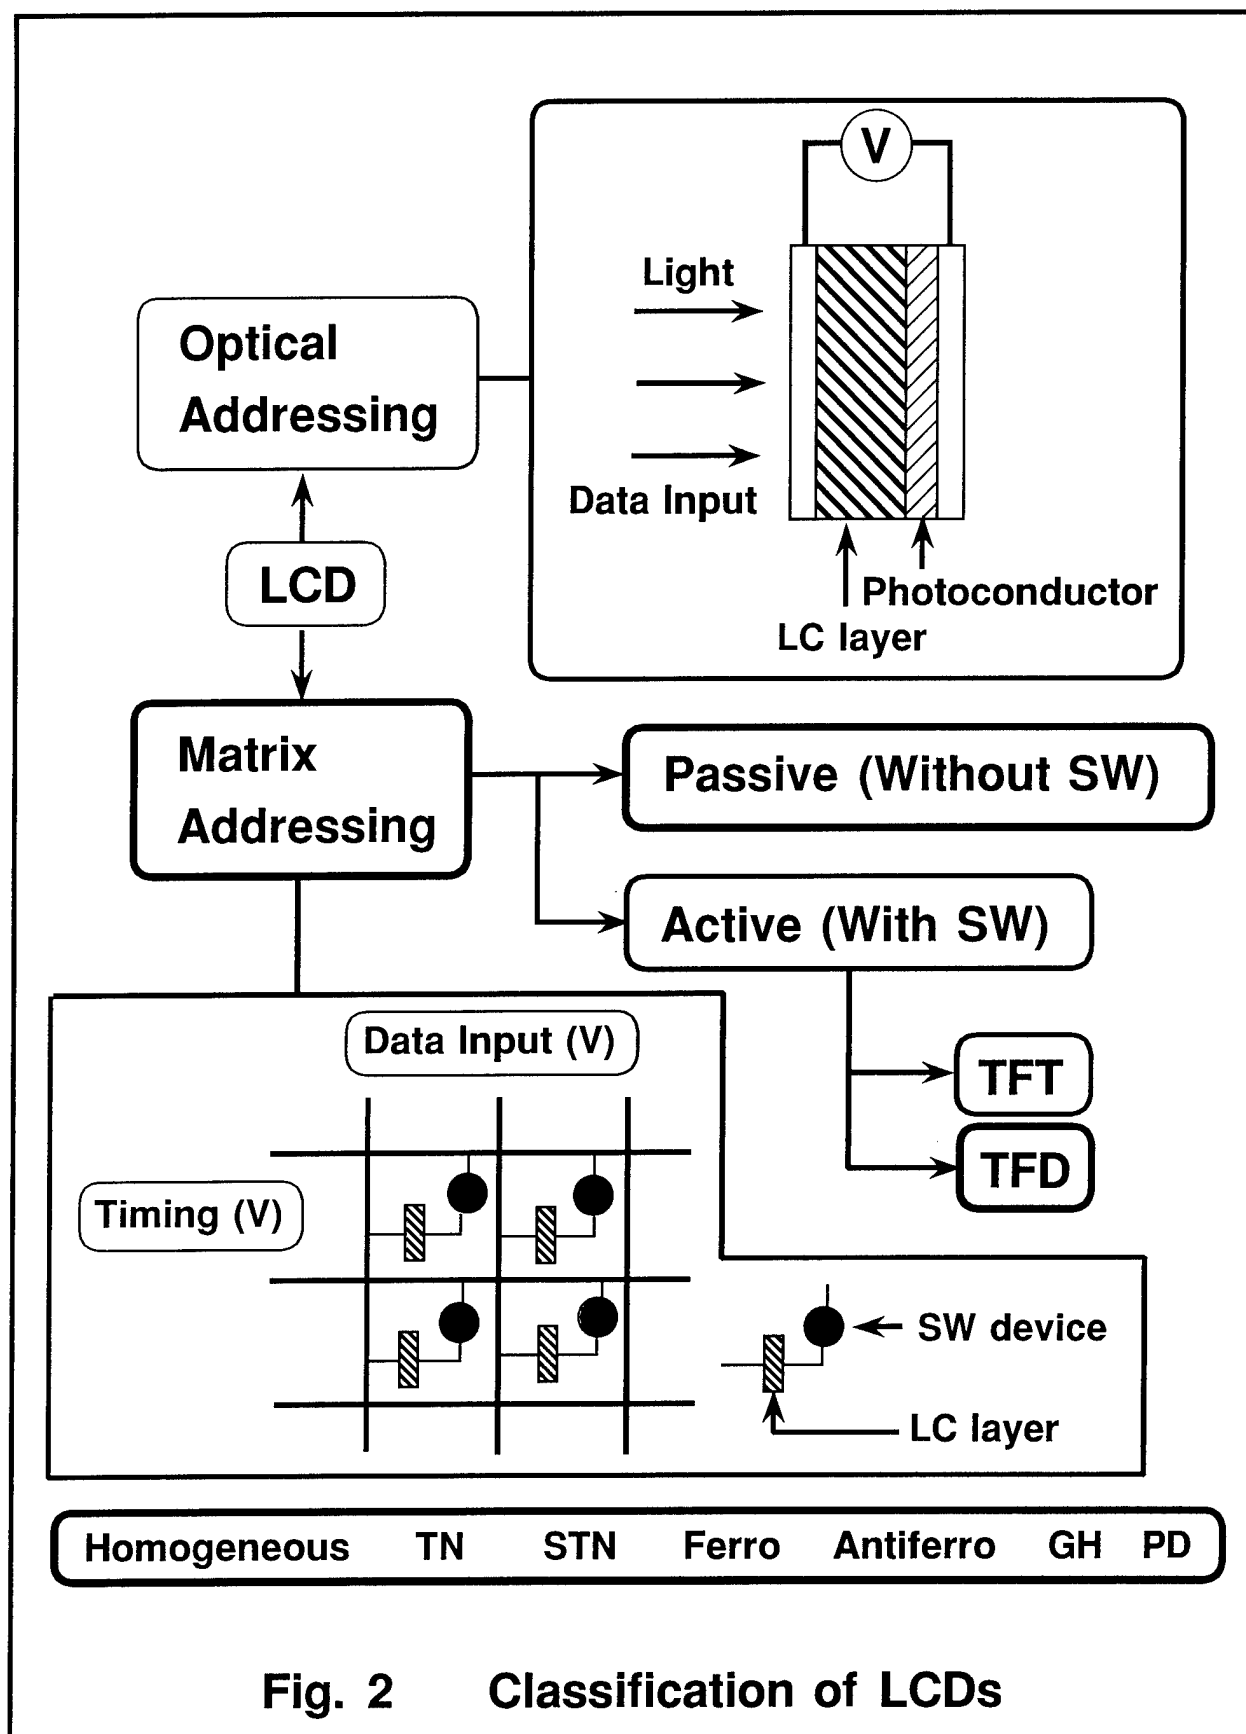 V
Light
Data Input
Photoconductor
LC layer
Optical
Addressing
LCD
Matrix
Addressing
Passive (Without SW)
Active (With SW)
TFT
TFD
Data Input (V)
Timing (V)
SW device
LC layer
Homogeneous TN STN Ferro Antiferro GH PD
Fig. 2 Classification of LCDs